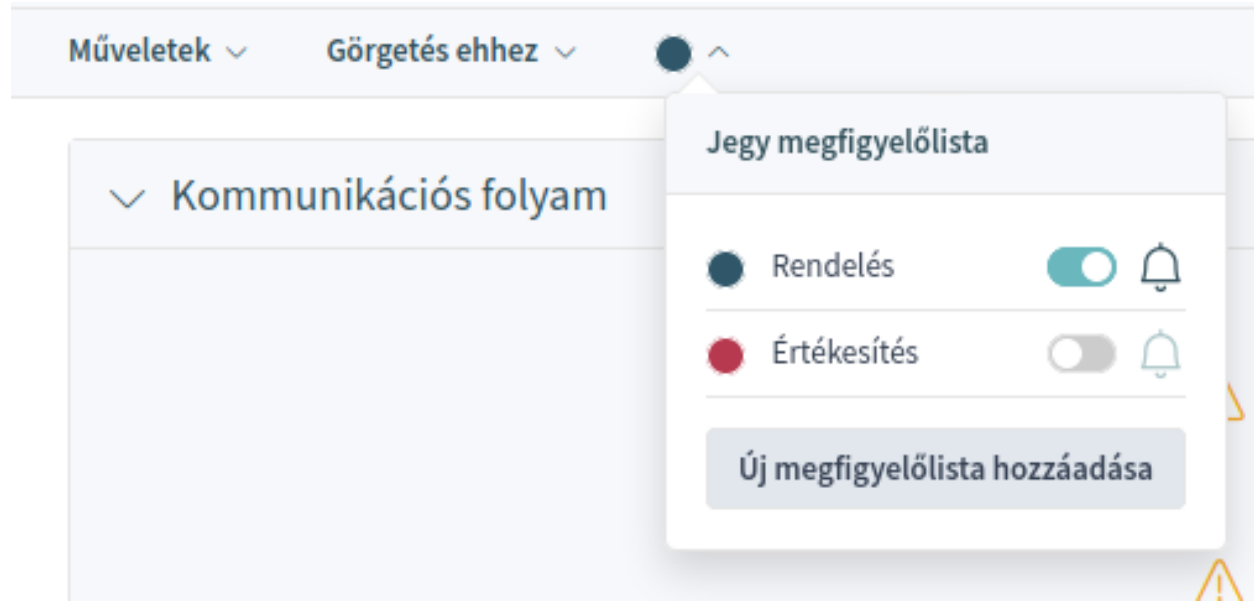 Műveletek Görgetés ehhez
Jegy megfigyelőlista
Kommunikációs folyam
Rendelés
Értékesítés
Új megfigyelőlista hozzáadása